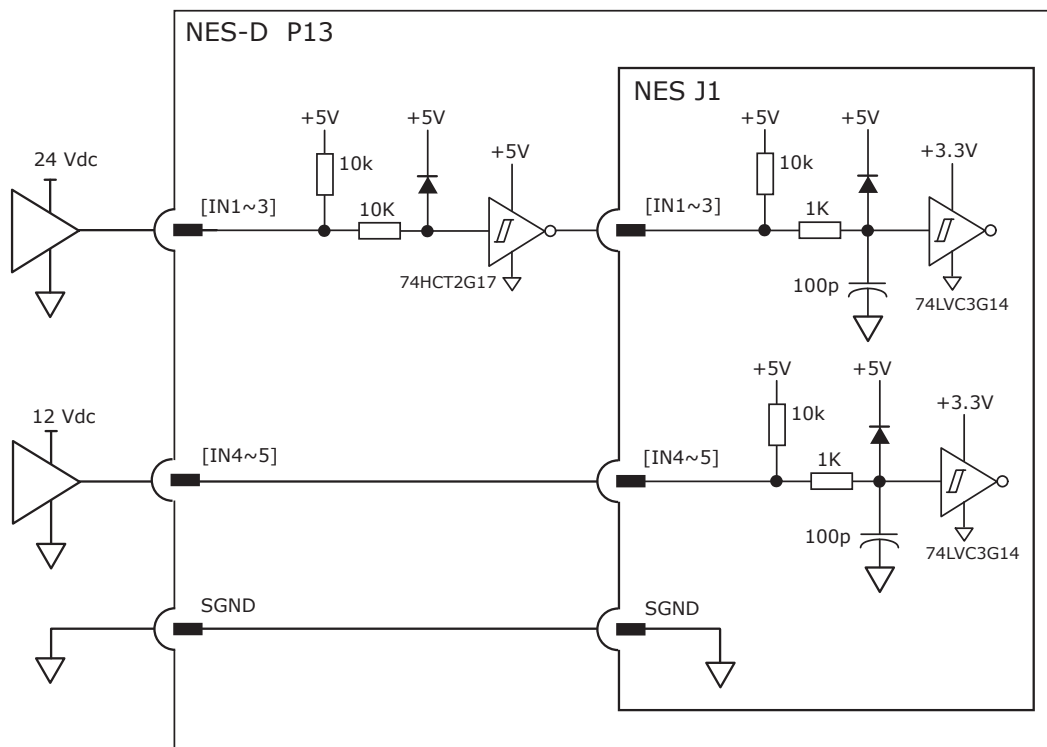 NES-D P13
NES J1
+5V
+5V
+5V
+5V
24 Vdc
10k
+5V
10k
+3.3V
[IN1~3]
10K
[IN1~3]
1K
74HCT2G17
100p
74LVC3G14
+5V
+5V
12 Vdc
10k
+3.3V
[IN4~5]
[IN4~5]
1K
100p
74LVC3G14
SGND
SGND